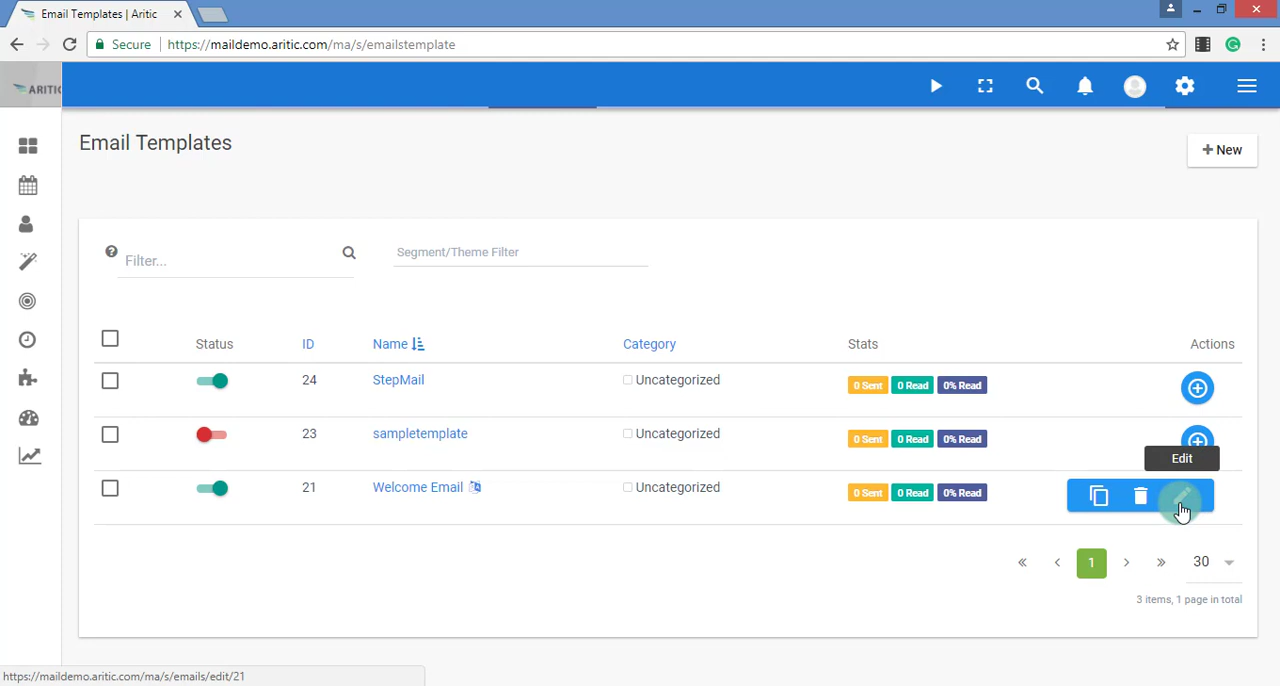 Email Templates | Aritic
Secure
https://maildemo.aritic.com/ma/s/emailstemplate
ARITIC
Email Templates
+ New
Filter...
Segment/Theme Filter
Status ID Name Category Stats Actions
24 StepMail Uncategorized 0 Sent 0 Read 0% Read
23 sampletemplate Uncategorized 0 Sent 0 Read 0% Read
Edit
21 Welcome Email Uncategorized 0 Sent 0 Read 0% Read
« ‹ 1 › » 30
3 items, 1 page in total
https://maildemo.aritic.com/ma/s/emails/edit/21